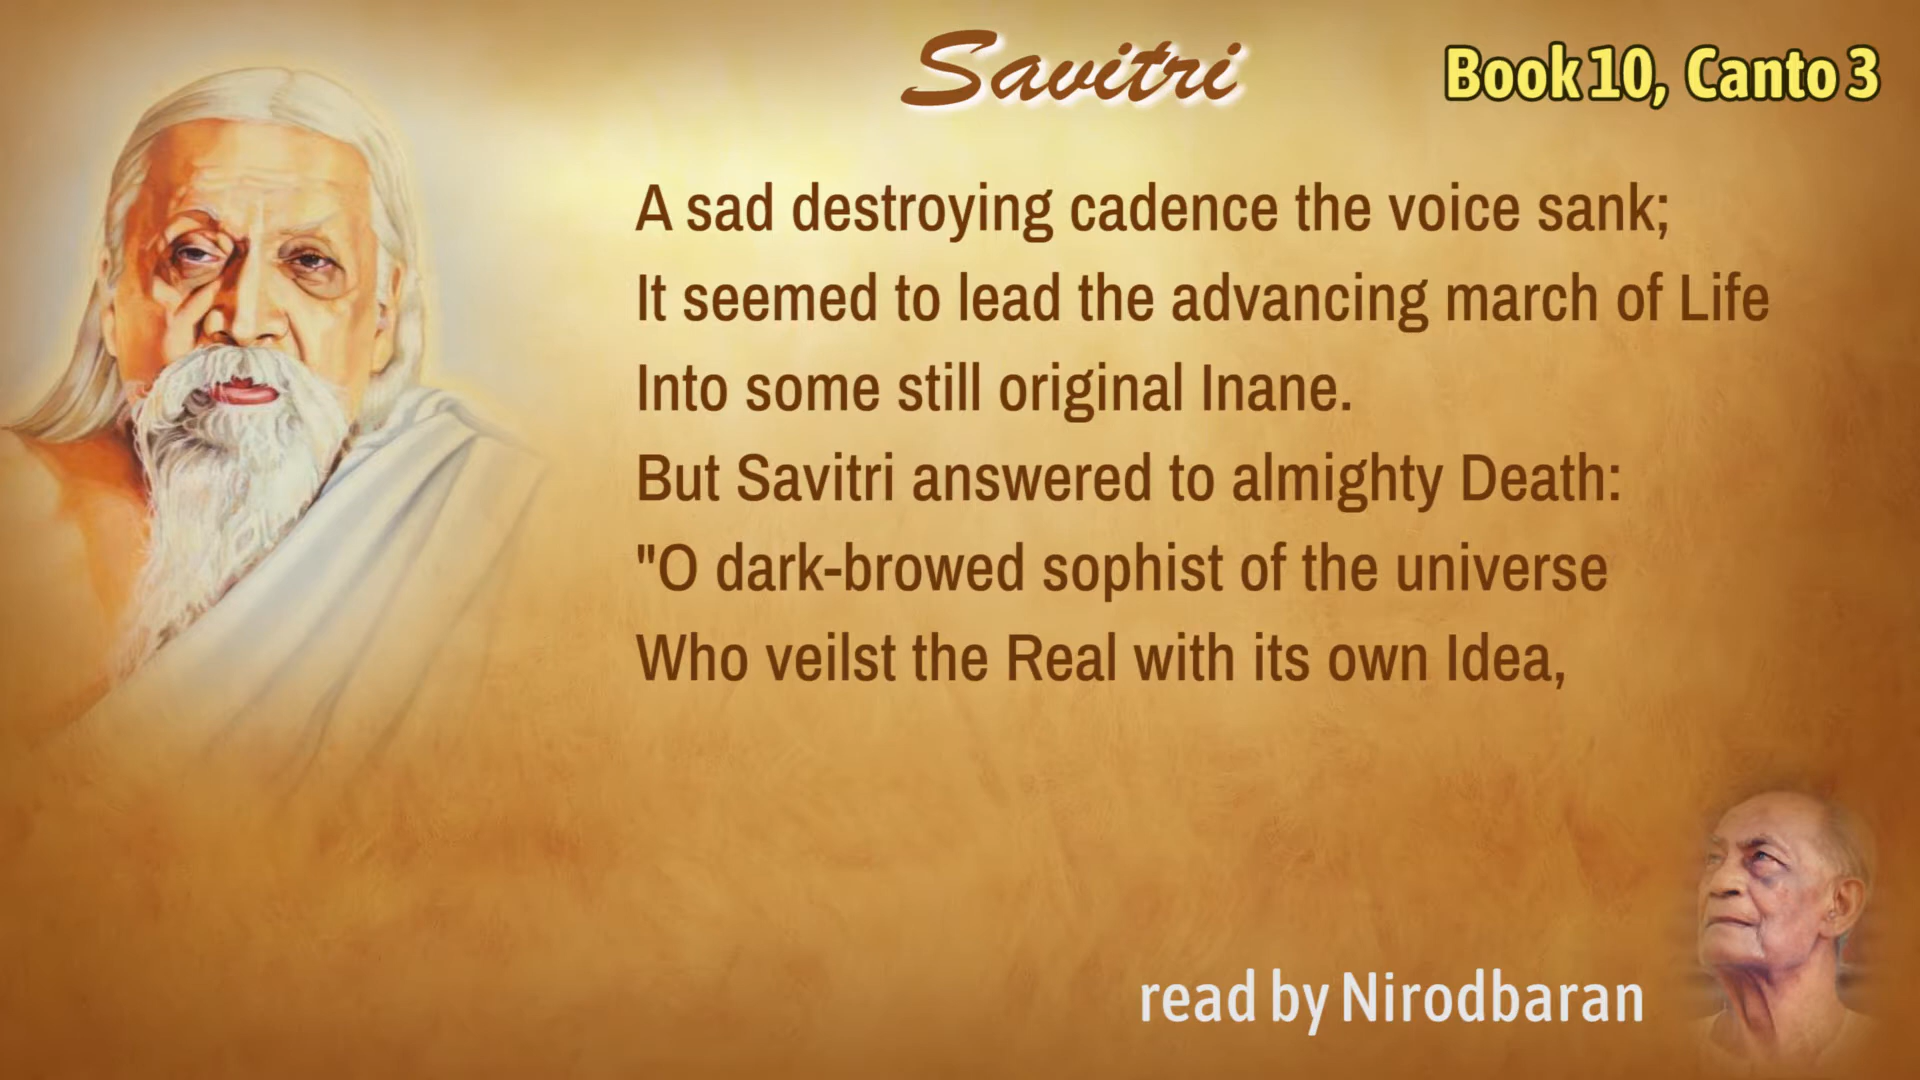 Savitri
Book 10, Canto 3
A sad destroying cadence the voice sank;
It seemed to lead the advancing march of Life
Into some still original Inane.
But Savitri answered to almighty Death:
"O dark-browed sophist of the universe
Who veilst the Real with its own Idea,
read by Nirodbaran